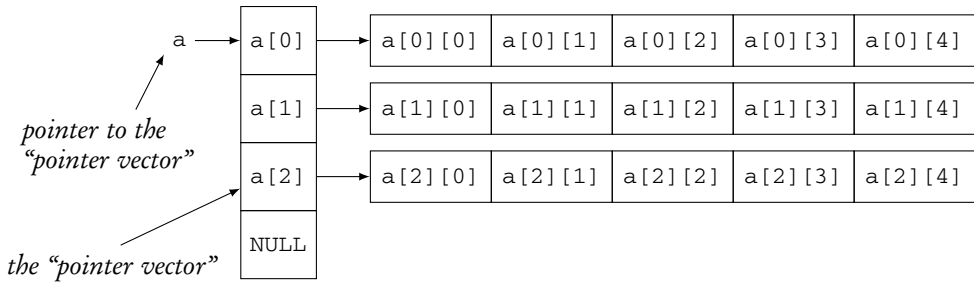 a a[0] a[0][0] a[0][1] a[0][2] a[0][3] a[0][4]
a[1] a[1][0] a[1][1] a[1][2] a[1][3] a[1][4]
pointer to the
“pointer vector”
a[2] a[2][0] a[2][1] a[2][2] a[2][3] a[2][4]
NULL
the “pointer vector”